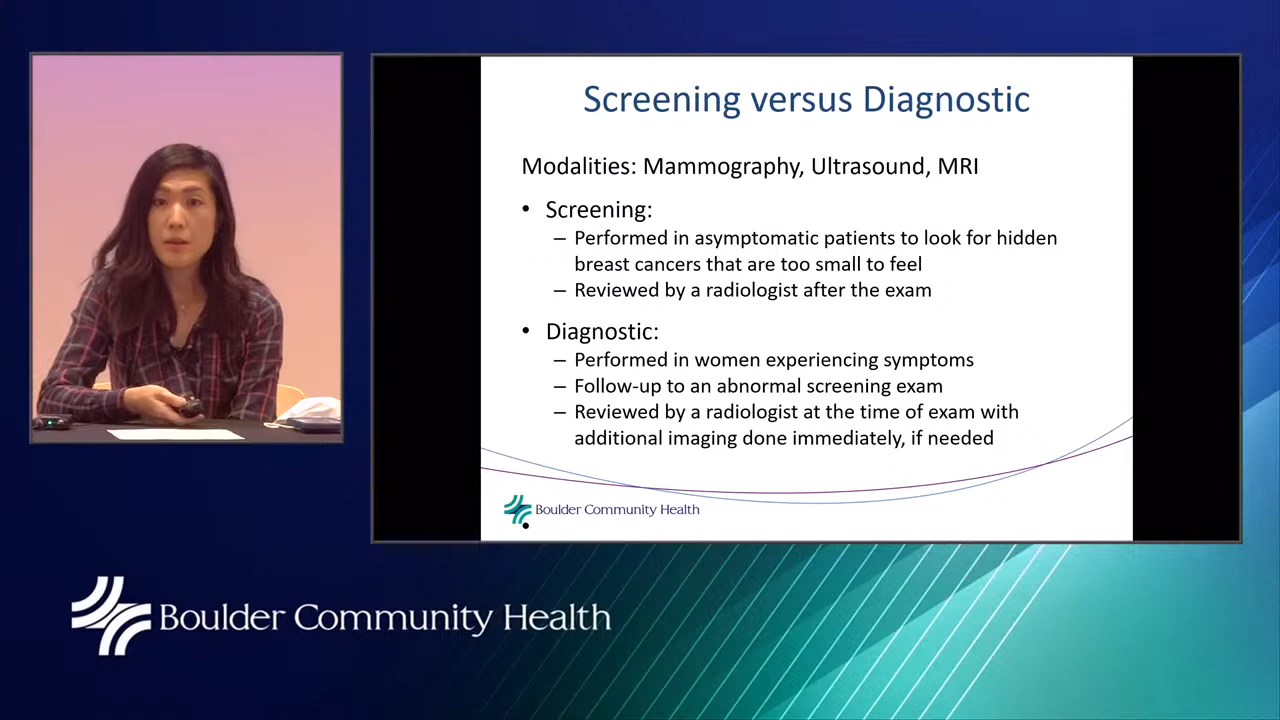 Screening versus Diagnostic
Modalities: Mammography, Ultrasound, MRI
• Screening:
– Performed in asymptomatic patients to look for hidden
breast cancers that are too small to feel
– Reviewed by a radiologist after the exam
• Diagnostic:
– Performed in women experiencing symptoms
– Follow-up to an abnormal screening exam
– Reviewed by a radiologist at the time of exam with
additional imaging done immediately, if needed
Boulder Community Health
Boulder Community Health